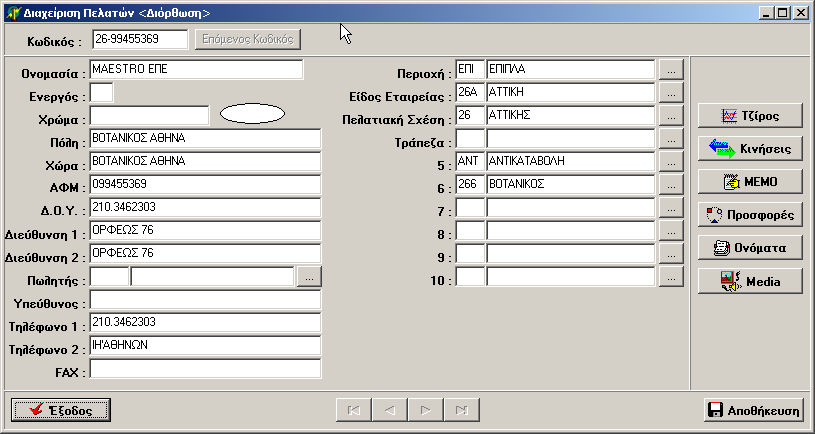 Διαχείριση Πελατών <Διόρθωση>
Κωδικός : 26-99455369 Επόμενος Κωδικός
Ονομασία : MAESTRO ΕΠΕ
Ενεργός :
Χρώμα :
Πόλη : ΒΟΤΑΝΙΚΟΣ ΑΘΗΝΑ
Χώρα : ΒΟΤΑΝΙΚΟΣ ΑΘΗΝΑ
ΑΦΜ : 099455369
Δ.Ο.Υ. : 210.3462303
Διεύθυνση 1 : ΟΡΦΕΩΣ 76
Διεύθυνση 2 : ΟΡΦΕΩΣ 76
Πωλητής : ...
Υπεύθυνος :
Τηλέφωνο 1 : 210.3462303
Τηλέφωνο 2 : ΙΗ'ΑΘΗΝΩΝ
FAX :
Περιοχή : ΕΠΙ ΕΠΙΠΛΑ ...
Είδος Εταιρείας : 26Α ΑΤΤΙΚΗ ...
Πελατιακή Σχέση : 26 ΑΤΤΙΚΗΣ ...
Τράπεζα : ...
5 : ΑΝΤ ΑΝΤΙΚΑΤΑΒΟΛΗ ...
6 : 266 ΒΟΤΑΝΙΚΟΣ ...
7 : ...
8 : ...
9 : ...
10 : ...
Τζίρος
Κινήσεις
MEMO
Προσφορές
Ονόματα
Media
Έξοδος
Αποθήκευση